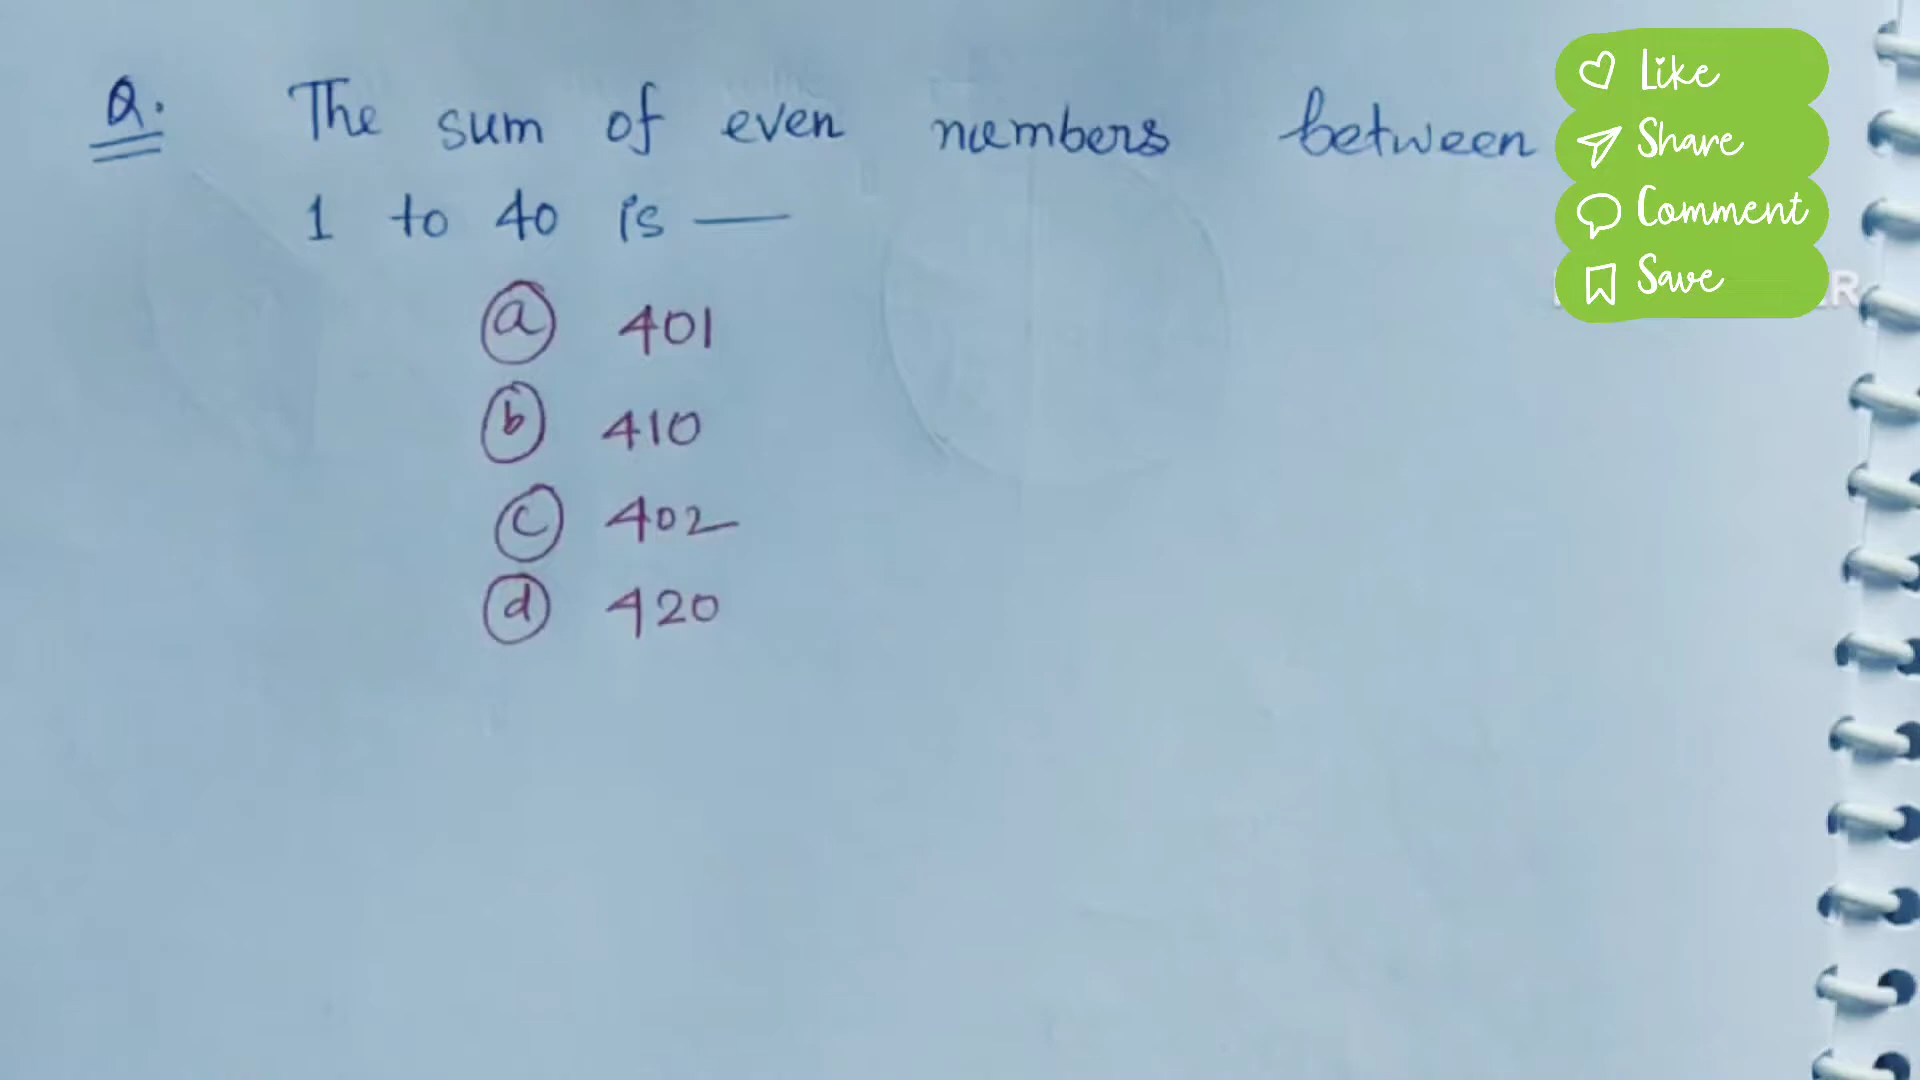 Q. The sum of even numbers between
1 to 40 is —
a 401
b 410
c 402
d 420
Like
Share
Comment
Save